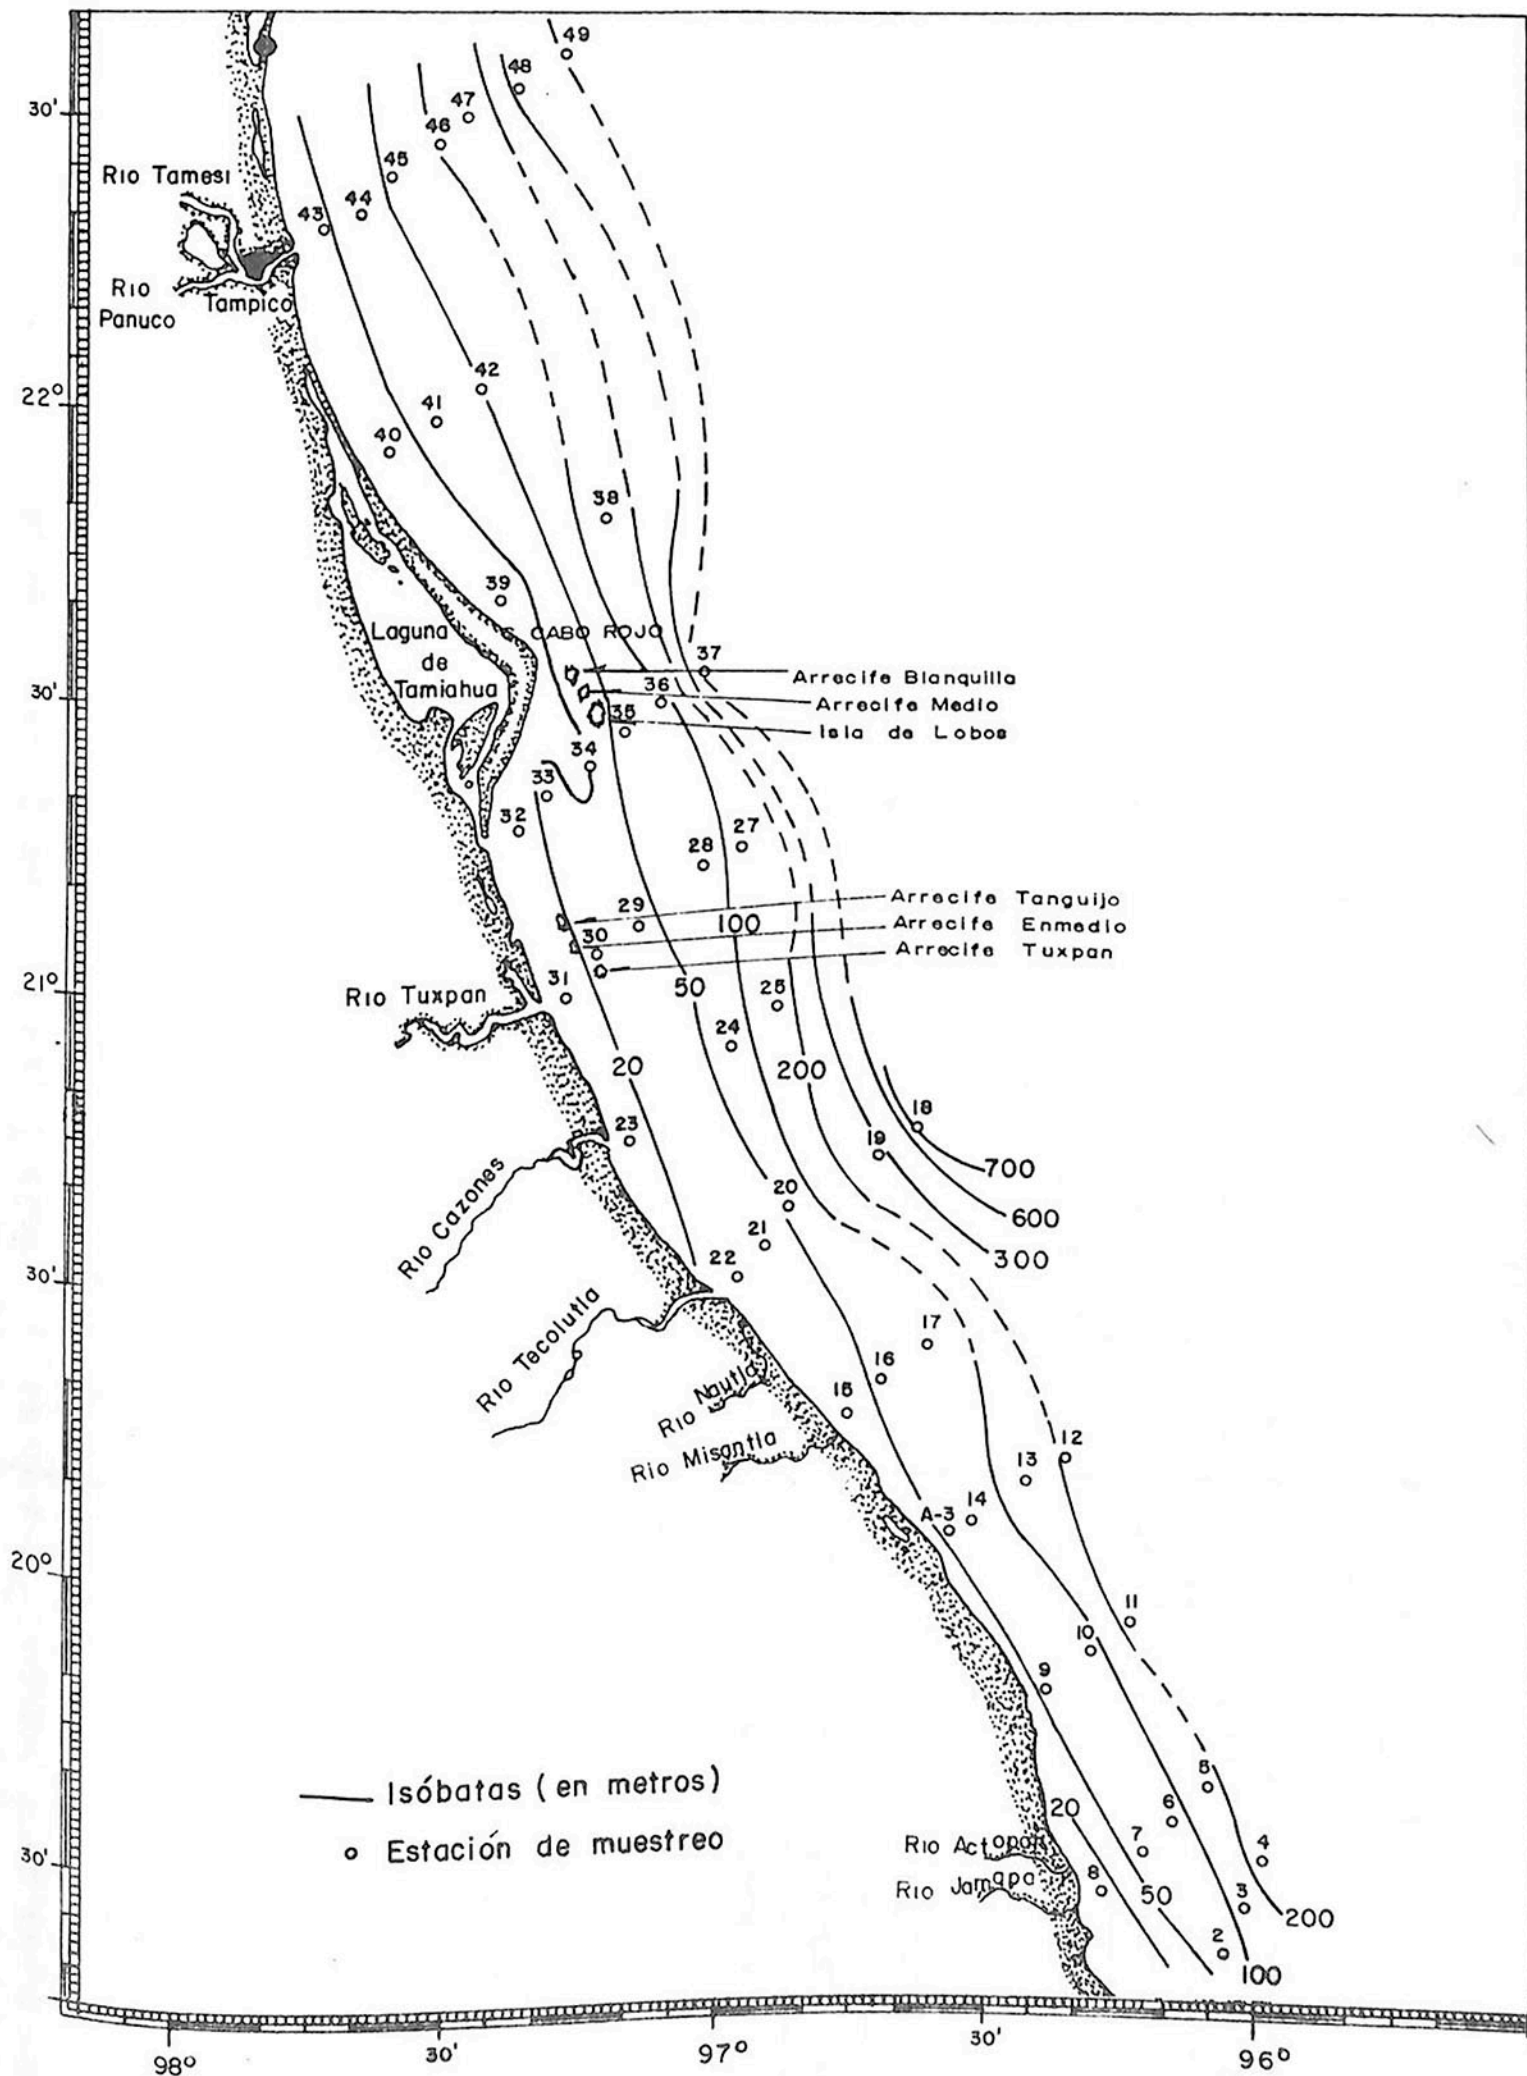 49
48
30'
47
46
45
Rio Tamesi
44
43
Rio
Panuco
Tampico
42
22°
41
40
38
39
CABO ROJO
Laguna
de
Tamiahua
37
Arrecife Blanquilla
30'
36
Arrecife Medio
35
Isla de Lobos
34
33
32
27
28
Arrecife Tanguijo
29
100
Arrecife Enmedio
30
Arrecife Tuxpan
21°
31
Rio Tuxpan
50
25
24
20
200
18
23
19
700
Rio Cazones
20
600
21
300
22
30'
Rio Tecolutla
17
16
Rio Nautla
15
Rio Misantla
12
13
14
A-3
20°
11
10
9
Isóbatas (en metros)
5
20
6
Estación de muestreo
7
4
30'
Rio Actopan
8
Rio Jamapa
50
3
200
2
100
98°
30'
97°
30'
96°